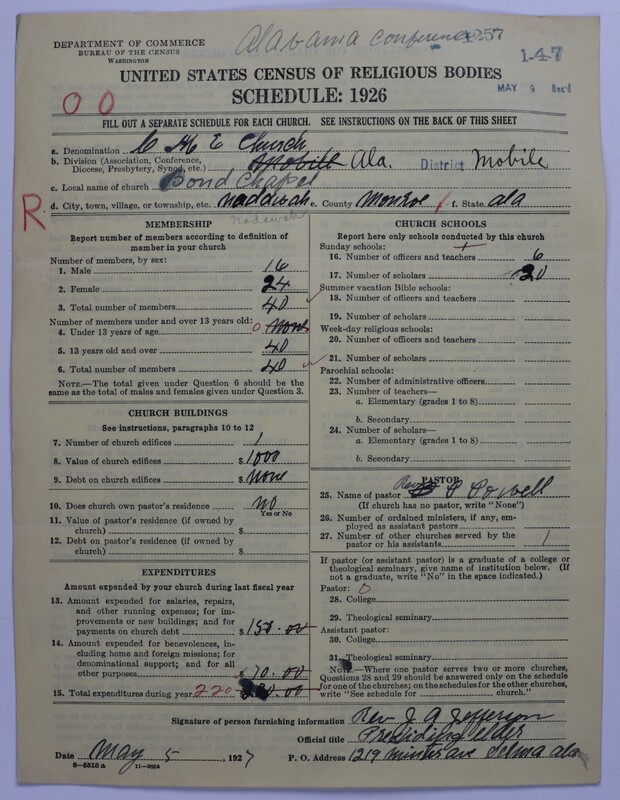 Alabama Conference 257
1-47
DEPARTMENT OF COMMERCE
BUREAU OF THE CENSUS
WASHINGTON
MAY 9 Rec'd
UNITED STATES CENSUS OF RELIGIOUS BODIES
SCHEDULE: 1926
0 0
FILL OUT A SEPARATE SCHEDULE FOR EACH CHURCH. SEE INSTRUCTIONS ON THE BACK OF THIS SHEET
a. Denomination C M E Church
b. Division (Association, Conference, Diocese, Presbytery, Synod, etc.) Mobile Ala. District Mobile
c. Local name of church Bond Chapel
d. City, town, village, or township, etc. Naddawah e. County Monroe f. State Ala
Nadawah
R
MEMBERSHIP
Report number of members according to definition of
member in your church
Number of members, by sex:
1. Male 16
2. Female 24
3. Total number of members 40
Number of members under and over 13 years old:
4. Under 13 years of age 0 None
5. 13 years old and over 40
6. Total number of members 40
NOTE.—The total given under Question 6 should be the
same as the total of males and females given under Question 3.
CHURCH BUILDINGS
See instructions, paragraphs 10 to 12
7. Number of church edifices 1
8. Value of church edifices $ 1000
9. Debt on church edifices $ None
10. Does church own pastor's residence No
Yes or No
11. Value of pastor's residence (if owned by
church) $
12. Debt on pastor's residence (if owned by
church) $
EXPENDITURES
Amount expended by your church during last fiscal year
13. Amount expended for salaries, repairs,
and other running expenses; for im-
provements or new buildings; and for
payments on church debt $ 150.00
14. Amount expended for benevolences, in-
cluding home and foreign missions; for
denominational support; and for all
other purposes $ 70.00
15. Total expenditures during year 220.00
CHURCH SCHOOLS
Report here only schools conducted by this church
Sunday schools:
16. Number of officers and teachers 6
17. Number of scholars 20
Summer vacation Bible schools:
18. Number of officers and teachers
19. Number of scholars
Week-day religious schools:
20. Number of officers and teachers
21. Number of scholars
Parochial schools:
22. Number of administrative officers
23. Number of teachers—
a. Elementary (grades 1 to 8)
b. Secondary
24. Number of scholars—
a. Elementary (grades 1 to 8)
b. Secondary
PASTOR
25. Name of pastor Rev P
(If church has no pastor, write "None")
26. Number of ordained ministers, if any, em-
ployed as assistant pastors
27. Number of other churches served by the
pastor or his assistants 1
If pastor (or assistant pastor) is a graduate of a college or
theological seminary, give name of institution below. (If
not a graduate, write "No" in the space indicated.)
Pastor: 0
28. College
29. Theological seminary
Assistant pastor:
30. College
31. Theological seminary
NOTE.—Where one pastor serves two or more churches,
Questions 28 and 29 should be answered only on the schedule
for one of the churches; on the schedules for the other churches,
write "See schedule for church."
Signature of person furnishing information Rev. J. A. Jefferson
Official title Presiding Elder
Date May 5, 1927 P. O. Address 1219 Minter Ave Selma Ala
6-5518 a 11-9064